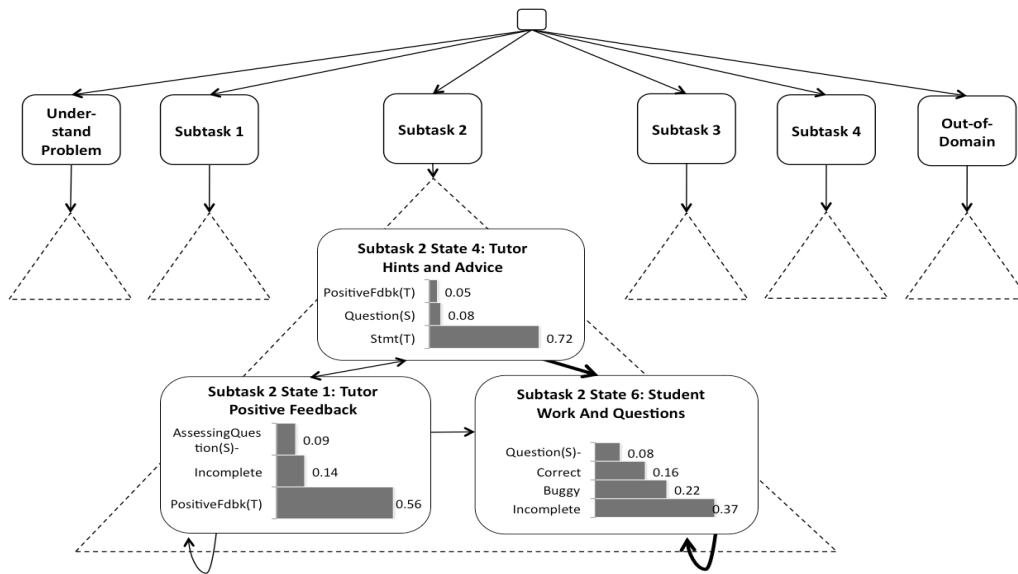 Under-
stand
Problem
Subtask 1
Subtask 2
Subtask 3
Subtask 4
Out-of-
Domain
Subtask 2 State 4: Tutor
Hints and Advice
PositiveFdbk(T) 0.05
Question(S) 0.08
Stmt(T) 0.72
Subtask 2 State 1: Tutor
Positive Feedback
AssessingQues
tion(S)- 0.09
Incomplete 0.14
PositiveFdbk(T) 0.56
Subtask 2 State 6: Student
Work And Questions
Question(S)- 0.08
Correct 0.16
Buggy 0.22
Incomplete 0.37